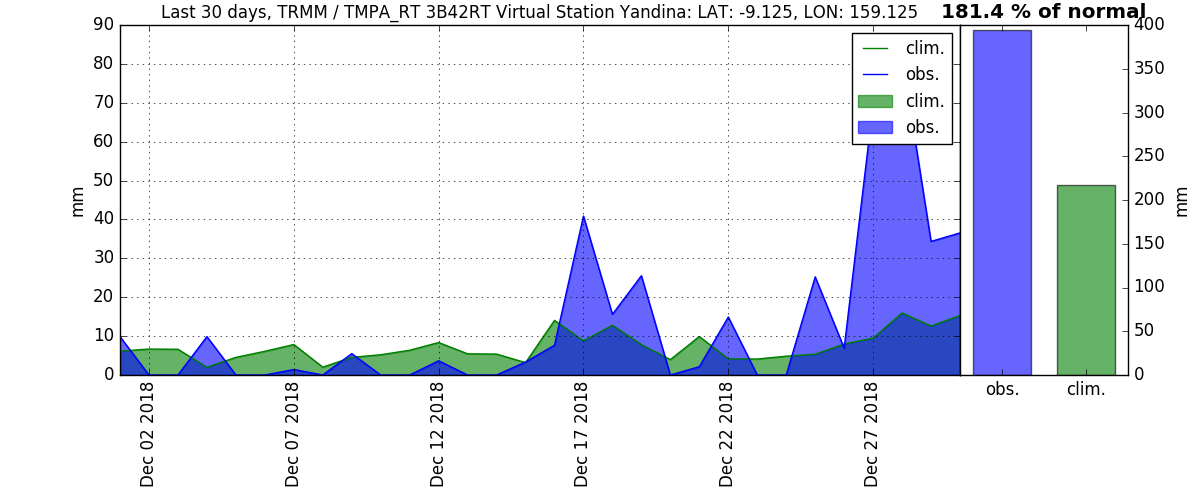 Last 30 days, TRMM / TMPA_RT 3B42RT Virtual Station Yandina: LAT: -9.125, LON: 159.125
181.4 % of normal
90
80
70
60
50
40
30
20
10
0
mm
clim.
obs.
clim.
obs.
Dec 02 2018
Dec 07 2018
Dec 12 2018
Dec 17 2018
Dec 22 2018
Dec 27 2018
400
350
300
250
200
150
100
50
0
mm
obs.
clim.